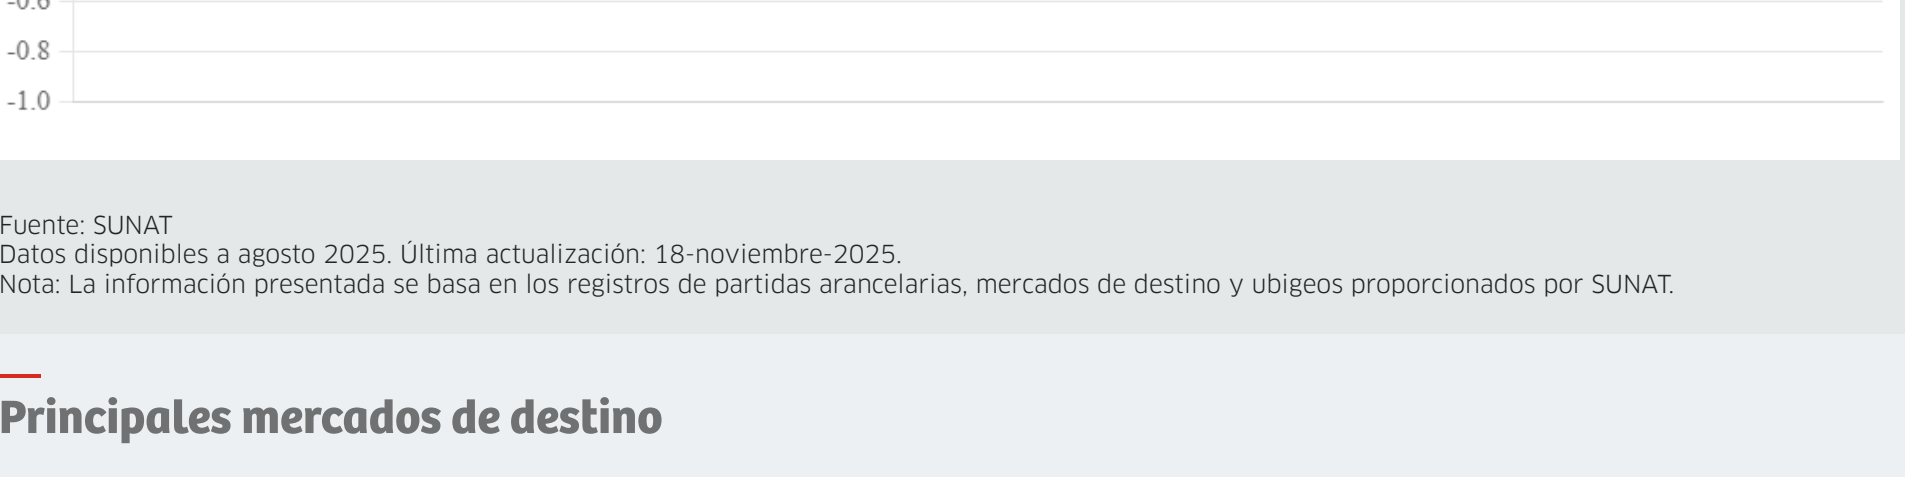 -0.6
-0.8
-1.0
Fuente: SUNAT
Datos disponibles a agosto 2025. Última actualización: 18-noviembre-2025.
Nota: La información presentada se basa en los registros de partidas arancelarias, mercados de destino y ubigeos proporcionados por SUNAT.
Principales mercados de destino